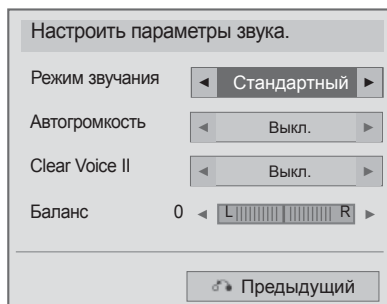 Настроить параметры звука.
Режим звучания ◄ Стандартный ►
Автогромкость ◄ Выкл. ►
Clear Voice II ◄ Выкл. ►
Баланс 0 ◄ L R ►
Предыдущий